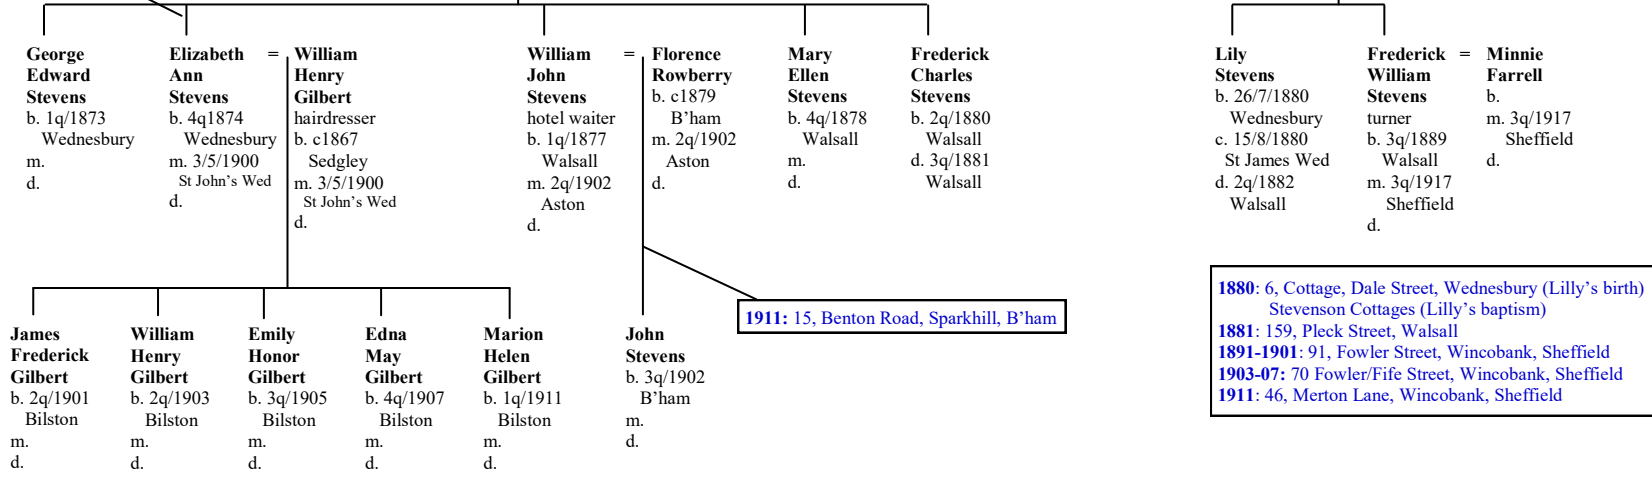 George
Edward
Stevens
b. 1q/1873
Wednesbury
m.
d.
Elizabeth =
Ann
Stevens
b. 4q1874
Wednesbury
m. 3/5/1900
St John’s Wed
d.
William
Henry
Gilbert
hairdresser
b. c1867
Sedgley
m. 3/5/1900
St John’s Wed
d.
William =
John
Stevens
hotel waiter
b. 1q/1877
Walsall
m. 2q/1902
Aston
d.
Florence
Rowberry
b. c1879
B’ham
m. 2q/1902
Aston
d.
Mary
Ellen
Stevens
b. 4q/1878
Walsall
m.
d.
Frederick
Charles
Stevens
b. 2q/1880
Walsall
d. 3q/1881
Walsall
Lily
Stevens
b. 26/7/1880
Wednesbury
c. 15/8/1880
St James Wed
d. 2q/1882
Walsall
Frederick =
William
Stevens
turner
b. 3q/1889
Walsall
m. 3q/1917
Sheffield
d.
Minnie
Farrell
b.
m. 3q/1917
Sheffield
d.
James
Frederick
Gilbert
b. 2q/1901
Bilston
m.
d.
William
Henry
Gilbert
b. 2q/1903
Bilston
m.
d.
Emily
Honor
Gilbert
b. 3q/1905
Bilston
m.
d.
Edna
May
Gilbert
b. 4q/1907
Bilston
m.
d.
Marion
Helen
Gilbert
b. 1q/1911
Bilston
m.
d.
John
Stevens
b. 3q/1902
B’ham
m.
d.
1911: 15, Benton Road, Sparkhill, B’ham
1880: 6, Cottage, Dale Street, Wednesbury (Lilly’s birth)
Stevenson Cottages (Lilly’s baptism)
1881: 159, Pleck Street, Walsall
1891-1901: 91, Fowler Street, Wincobank, Sheffield
1903-07: 70 Fowler/Fife Street, Wincobank, Sheffield
1911: 46, Merton Lane, Wincobank, Sheffield